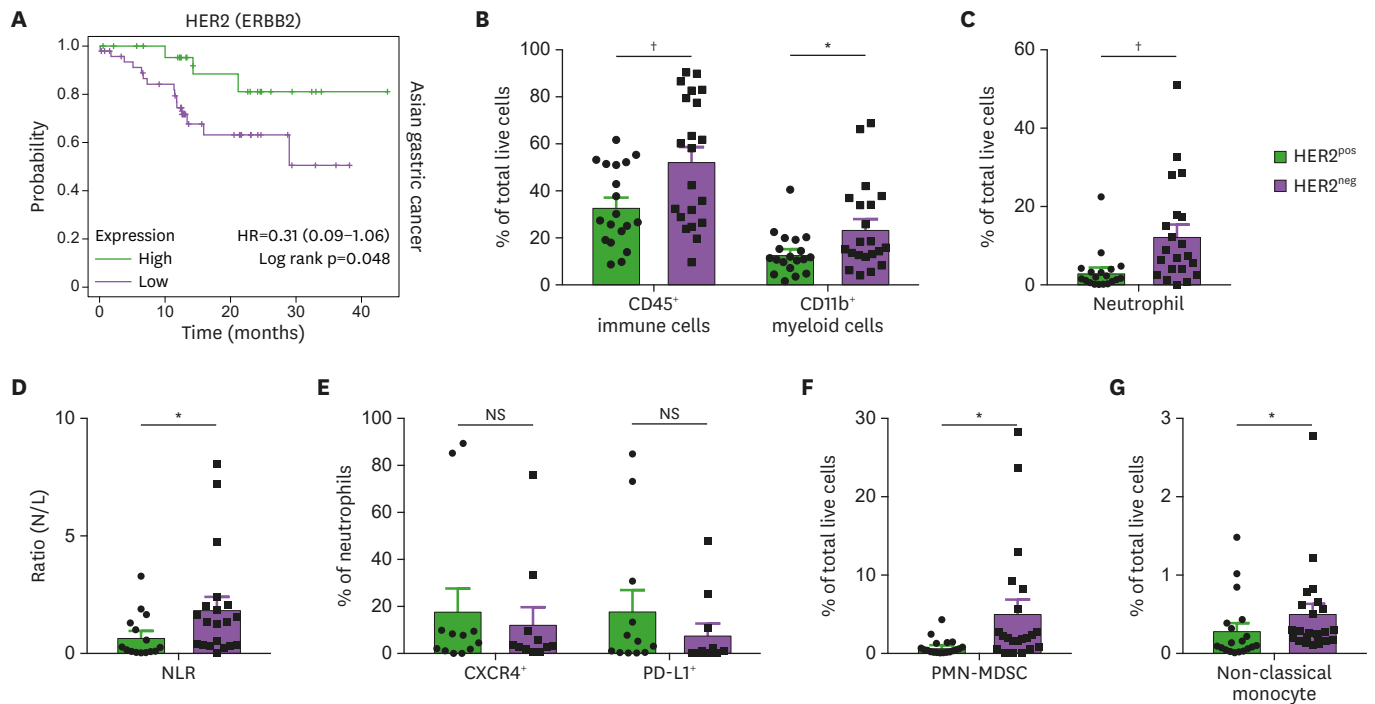 A
HER2 (ERBB2)
Probability
1.0
0.8
0.6
0.4
0.2
0
Expression
High
Low
HR=0.31 (0.09−1.06)
Log rank p=0.048
0 10 20 30 40
Time (months)
Asian gastric cancer
B
% of total live cells
100
80
60
40
20
0
†
*
CD45⁺
immune cells
CD11b⁺
myeloid cells
C
% of total live cells
60
40
20
0
†
Neutrophil
HER2ᵖᵒˢ
HER2ⁿᵉᵍ
D
Ratio (N/L)
10
5
0
*
NLR
E
% of neutrophils
100
80
60
40
20
0
NS
NS
CXCR4⁺
PD-L1⁺
F
% of total live cells
30
20
10
0
*
PMN-MDSC
G
% of total live cells
3
2
1
0
*
Non-classical
monocyte